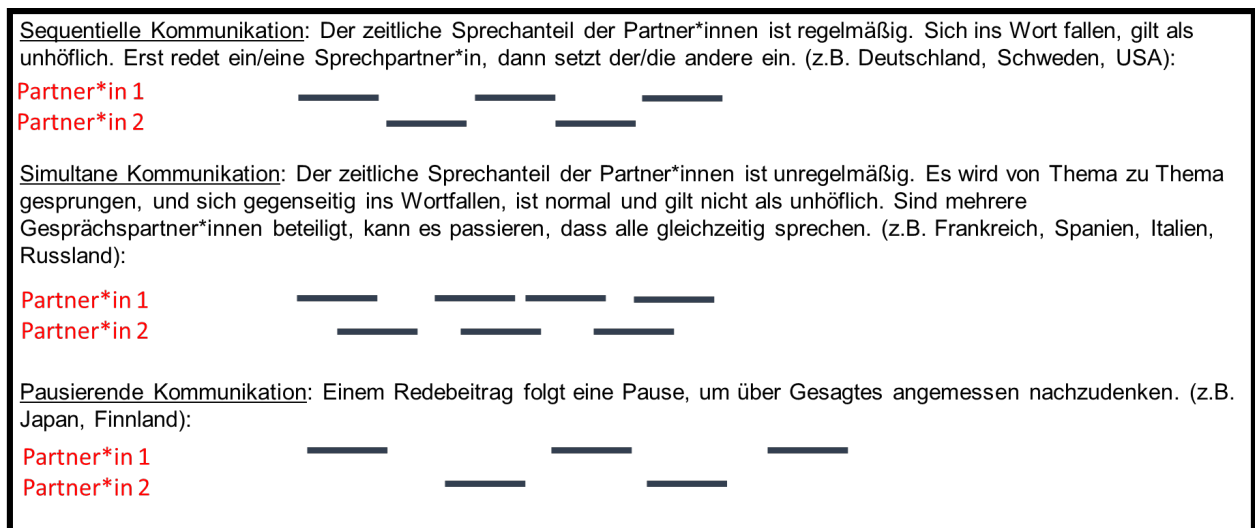 Sequentielle Kommunikation: Der zeitliche Sprechanteil der Partner*innen ist regelmäßig. Sich ins Wort fallen, gilt als
unhöflich. Erst redet ein/eine Sprechpartner*in, dann setzt der/die andere ein. (z.B. Deutschland, Schweden, USA):
Partner*in 1
Partner*in 2
Simultane Kommunikation: Der zeitliche Sprechanteil der Partner*innen ist unregelmäßig. Es wird von Thema zu Thema
gesprungen, und sich gegenseitig ins Wortfallen, ist normal und gilt nicht als unhöflich. Sind mehrere
Gesprächspartner*innen beteiligt, kann es passieren, dass alle gleichzeitig sprechen. (z.B. Frankreich, Spanien, Italien,
Russland):
Partner*in 1
Partner*in 2
Pausierende Kommunikation: Einem Redebeitrag folgt eine Pause, um über Gesagtes angemessen nachzudenken. (z.B.
Japan, Finnland):
Partner*in 1
Partner*in 2